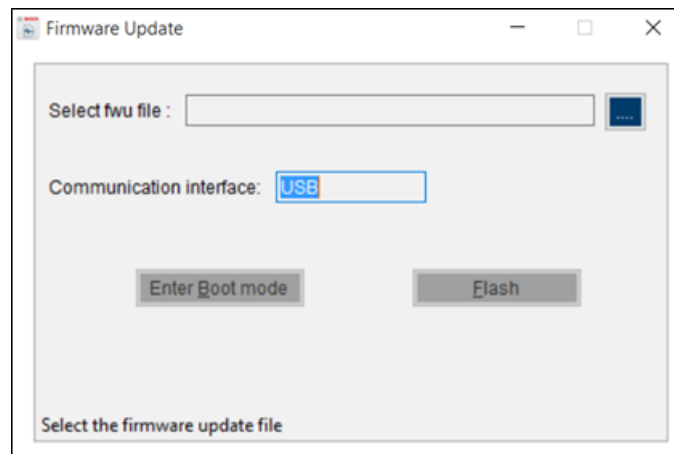 Firmware Update
Select fwu file :
....
Communication interface: USB
Enter Boot mode
Flash
Select the firmware update file